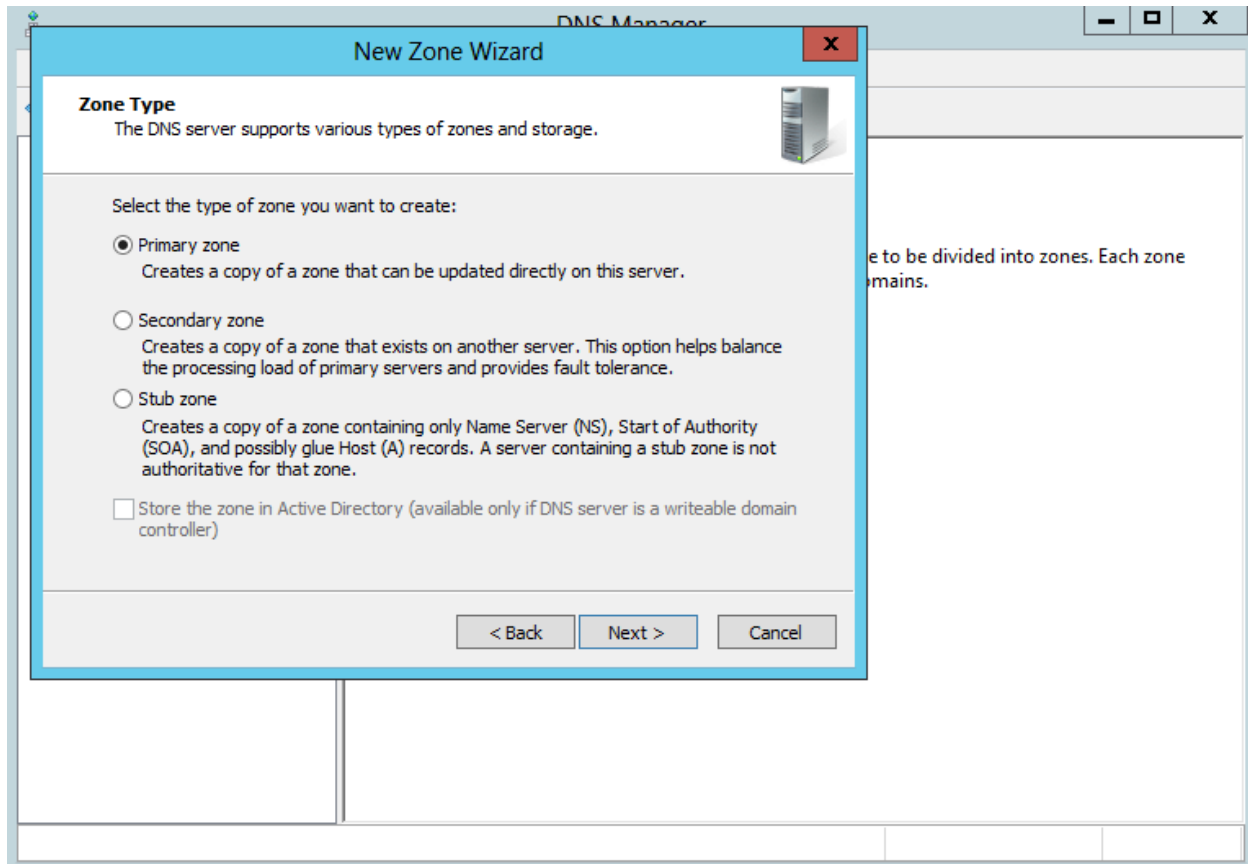 DNS Manager
X
New Zone Wizard
x
Zone Type
The DNS server supports various types of zones and storage.
Select the type of zone you want to create:
Primary zone
Creates a copy of a zone that can be updated directly on this server.
e to be divided into zones. Each zone
omains.
Secondary zone
Creates a copy of a zone that exists on another server. This option helps balance
the processing load of primary servers and provides fault tolerance.
Stub zone
Creates a copy of a zone containing only Name Server (NS), Start of Authority
(SOA), and possibly glue Host (A) records. A server containing a stub zone is not
authoritative for that zone.
Store the zone in Active Directory (available only if DNS server is a writeable domain
controller)
< Back Next > Cancel